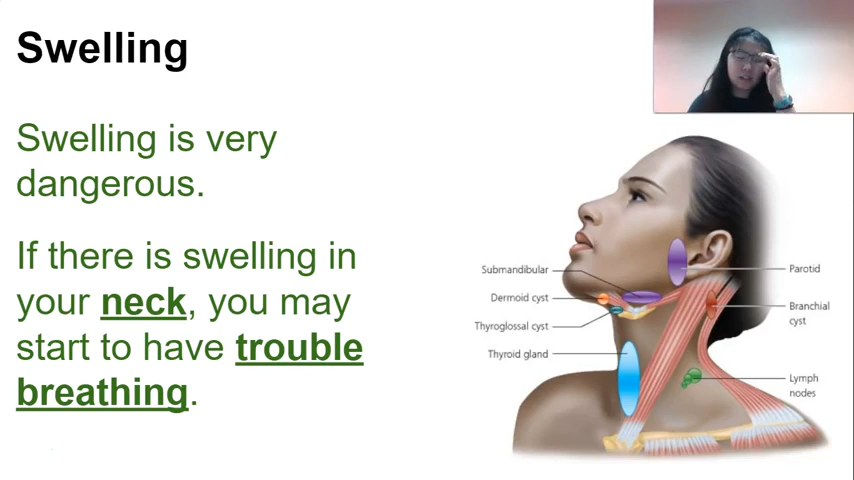 Swelling
Swelling is very
dangerous.
If there is swelling in
your neck, you may
start to have trouble
breathing.
Submandibular
Dermoid cyst
Thyroglossal cyst
Thyroid gland
Parotid
Branchial
cyst
Lymph
nodes